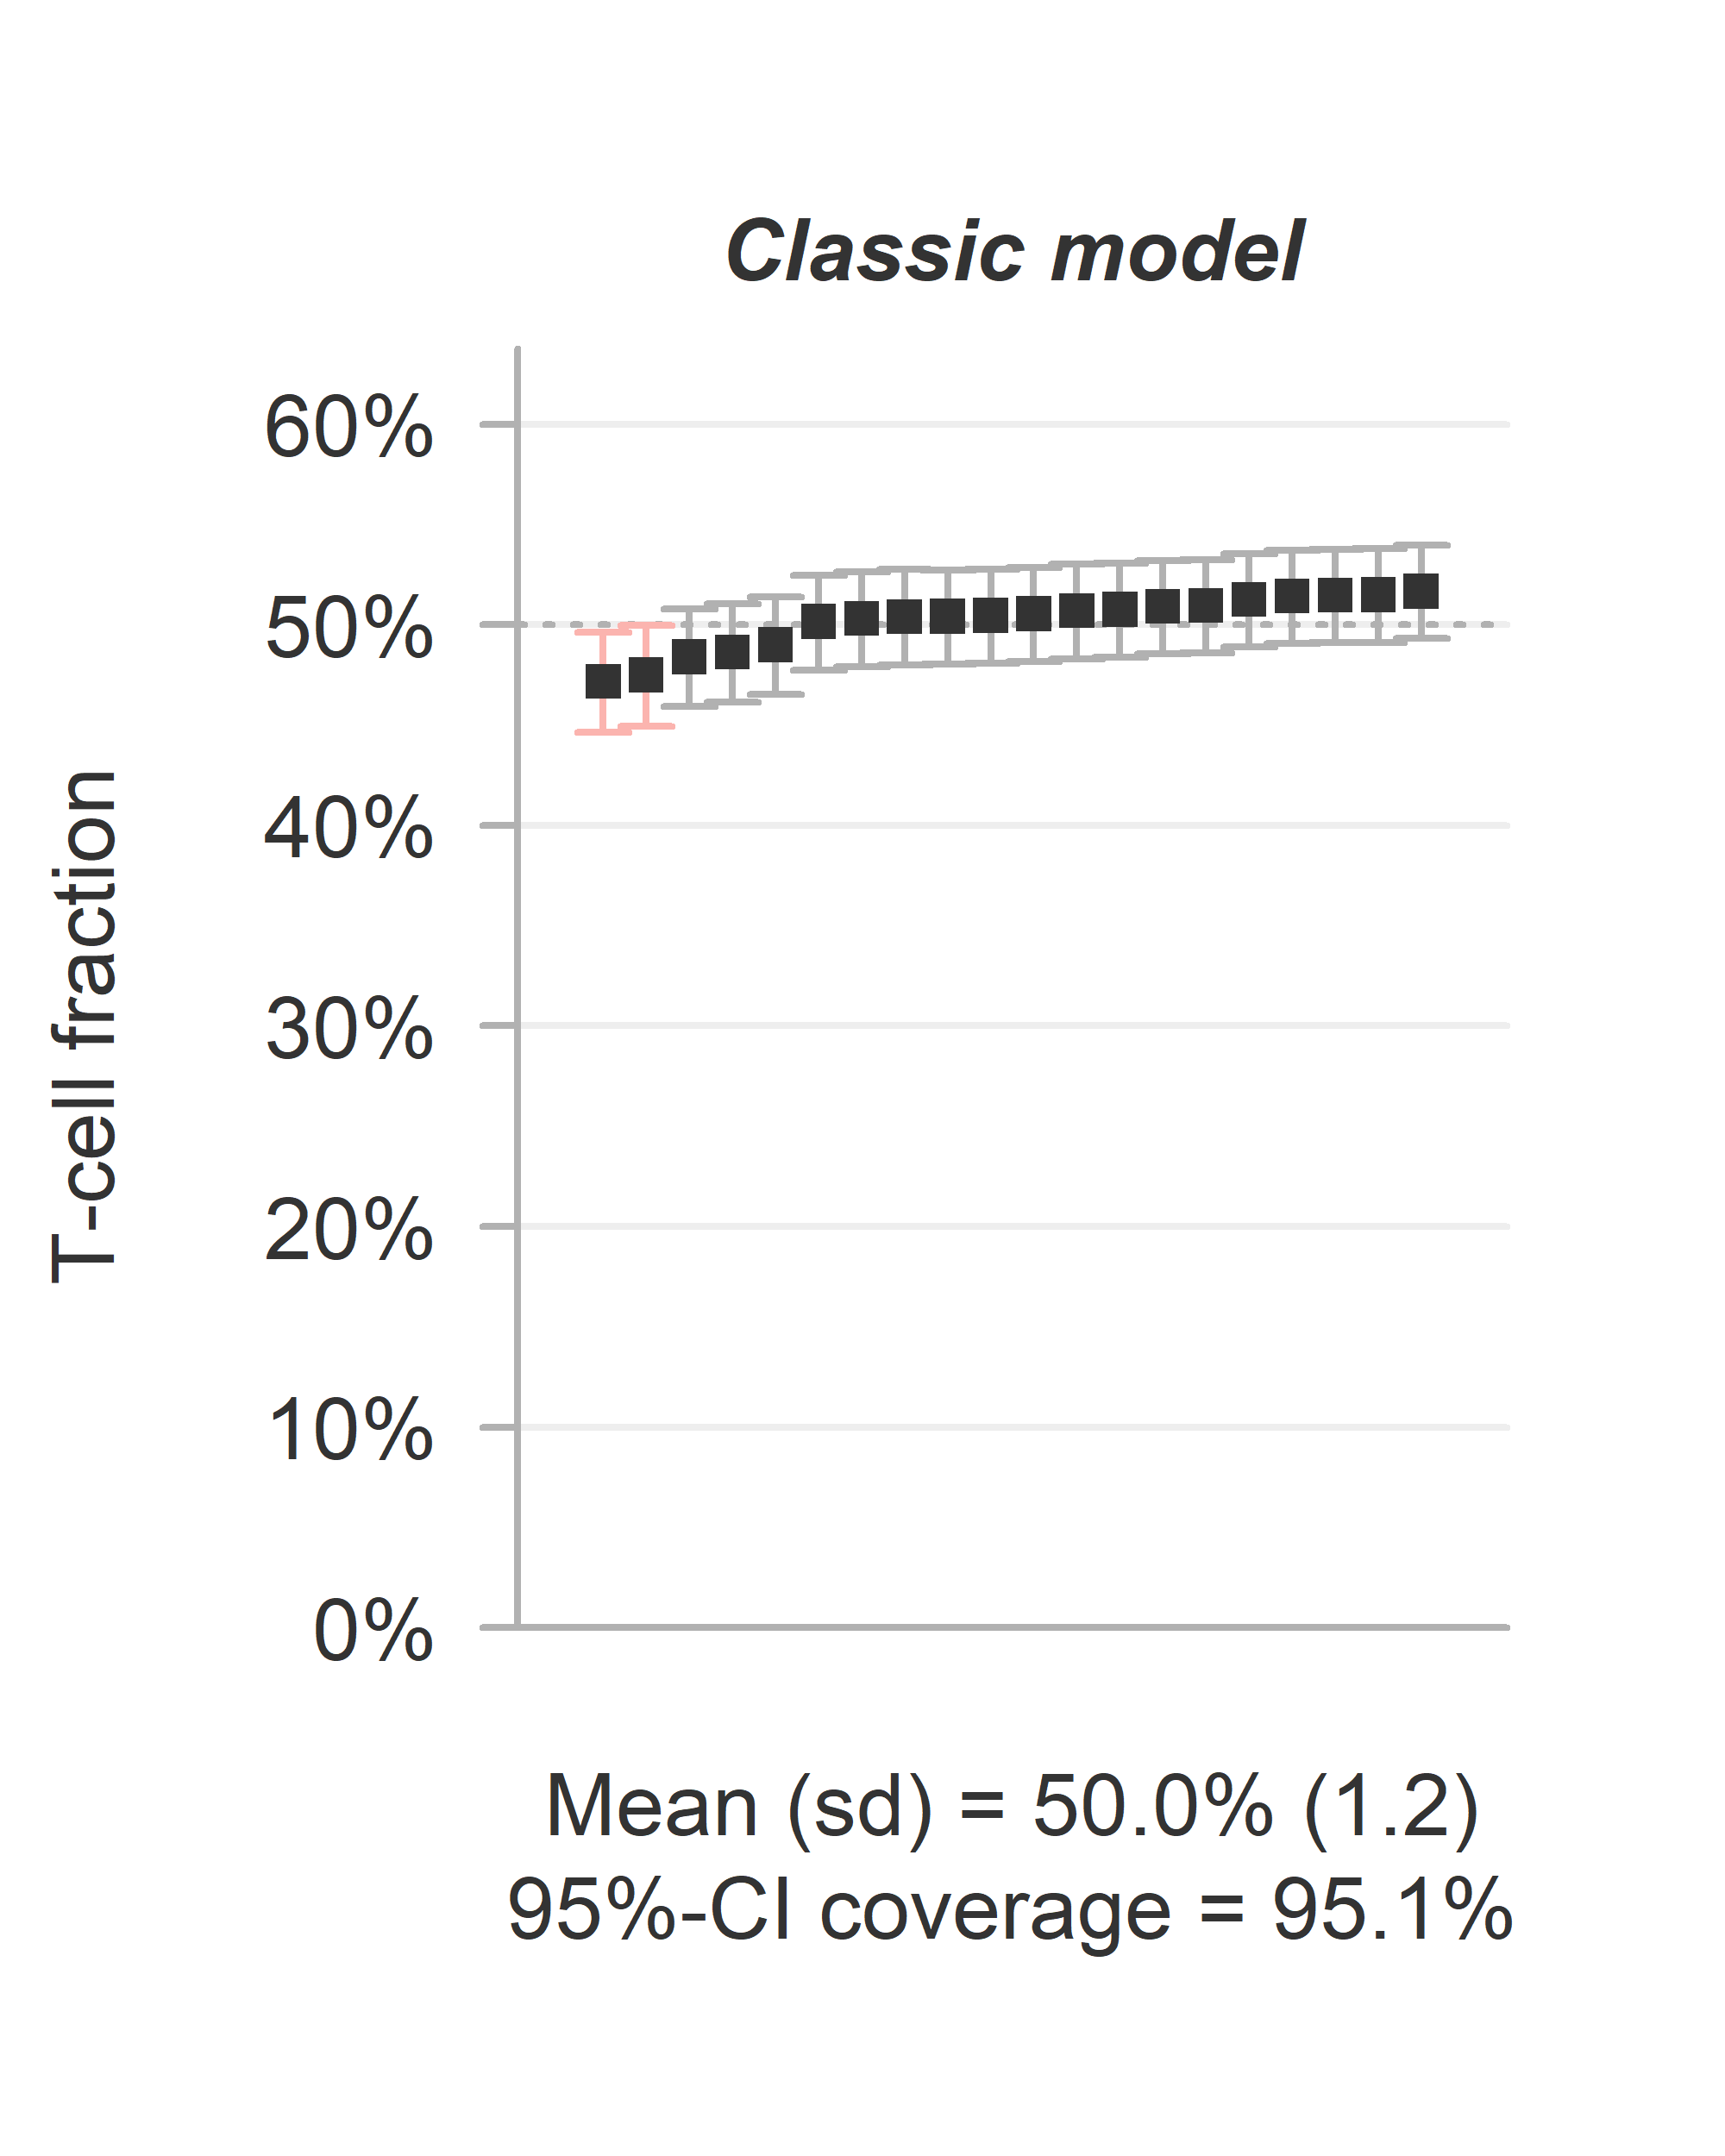 Classic model
60%
50%
40%
30%
20%
10%
0%
T-cell fraction
Mean (sd) = 50.0% (1.2)
95%-CI coverage = 95.1%